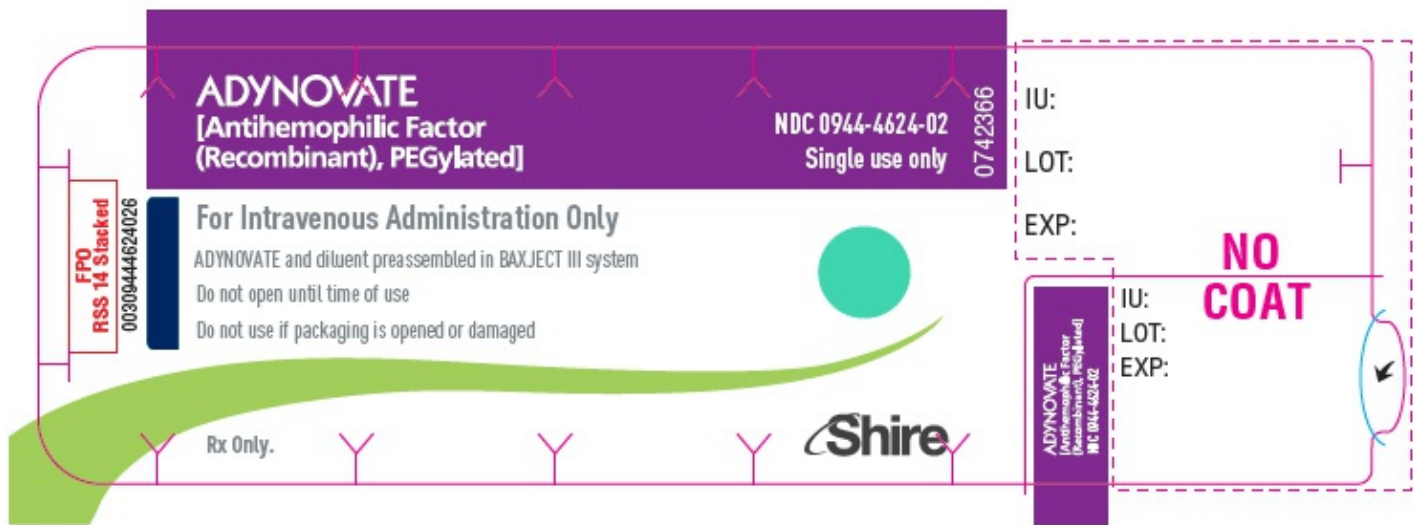 ADYNOVATE
[Antihemophilic Factor
(Recombinant), PEGylated]
NDC 0944-4624-02
Single use only
0742366
FPO
RSS 14 Stacked
00309444624026
For Intravenous Administration Only
ADYNOVATE and diluent preassembled in BAXJECT III system
Do not open until time of use
Do not use if packaging is opened or damaged
Rx Only.
Shire
IU:
LOT:
EXP:
NO
COAT
ADYNOVATE
[Antihemophilic Factor
(Recombinant), PEGylated]
NDC 0944-4624-02
IU:
LOT:
EXP: